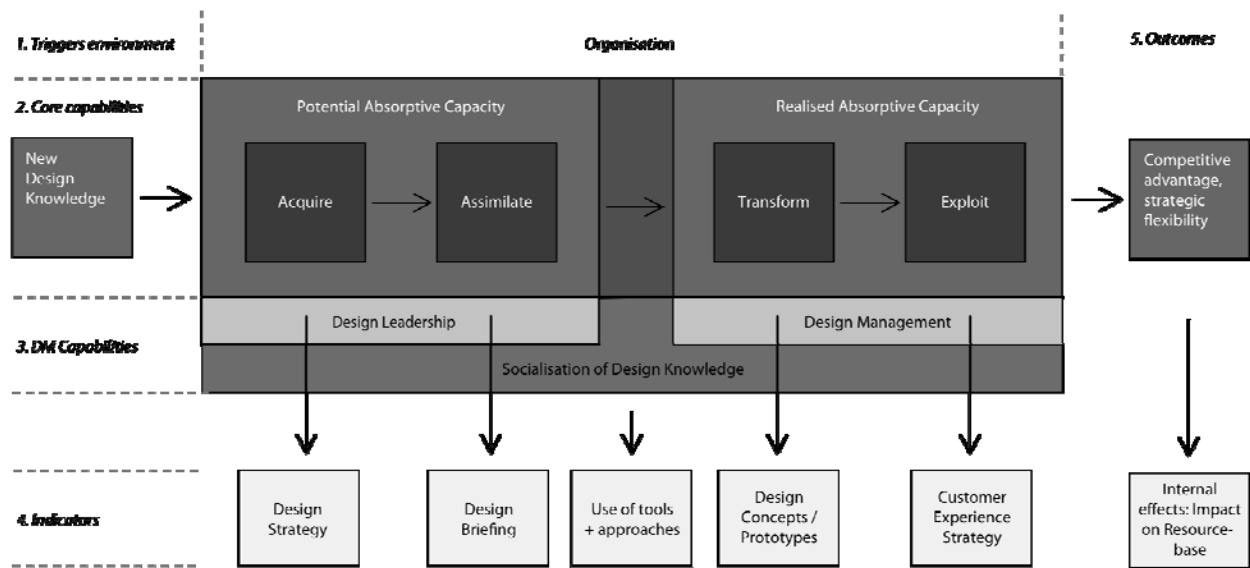 1. Triggers environment
Organisation
5. Outcomes
2. Core capabilities
Potential Absorptive Capacity
Realised Absorptive Capacity
New
Design
Knowledge
Acquire
Assimilate
Transform
Exploit
Competitive
advantage,
strategic
flexibility
3. DM Capabilities
Design Leadership
Design Management
Socialisation of Design Knowledge
4. Indicators
Design
Strategy
Design
Briefing
Use of tools
+ approaches
Design
Concepts /
Prototypes
Customer
Experience
Strategy
Internal
effects: Impact
on Resource-
base